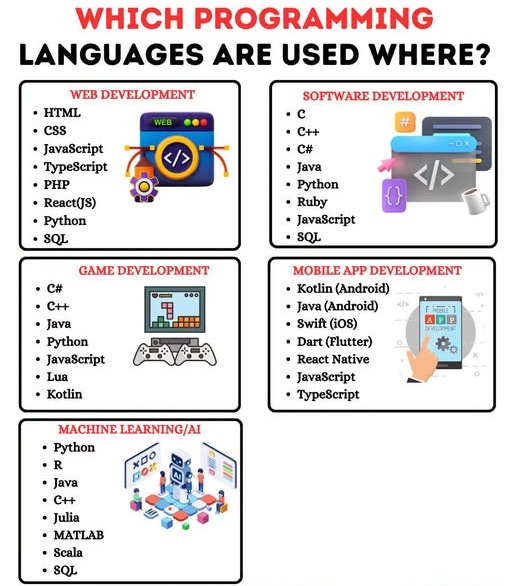 WHICH PROGRAMMING
LANGUAGES ARE USED WHERE?
WEB DEVELOPMENT
• HTML
• CSS
• JavaScript
• TypeScript
• PHP
• React(JS)
• Python
• SQL
WEB
</>
SOFTWARE DEVELOPMENT
• C
• C++
• C#
• Java
• Python
• Ruby
• JavaScript
• SQL
#
</>
{}
GAME DEVELOPMENT
• C#
• C++
• Java
• Python
• JavaScript
• Lua
• Kotlin
MOBILE APP DEVELOPMENT
• Kotlin (Android)
• Java (Android)
• Swift (iOS)
• Dart (Flutter)
• React Native
• JavaScript
• TypeScript
</>
MOBILE
APP
DEVELOPMENT
MACHINE LEARNING/AI
• Python
• R
• Java
• C++
• Julia
• MATLAB
• Scala
• SQL
AI